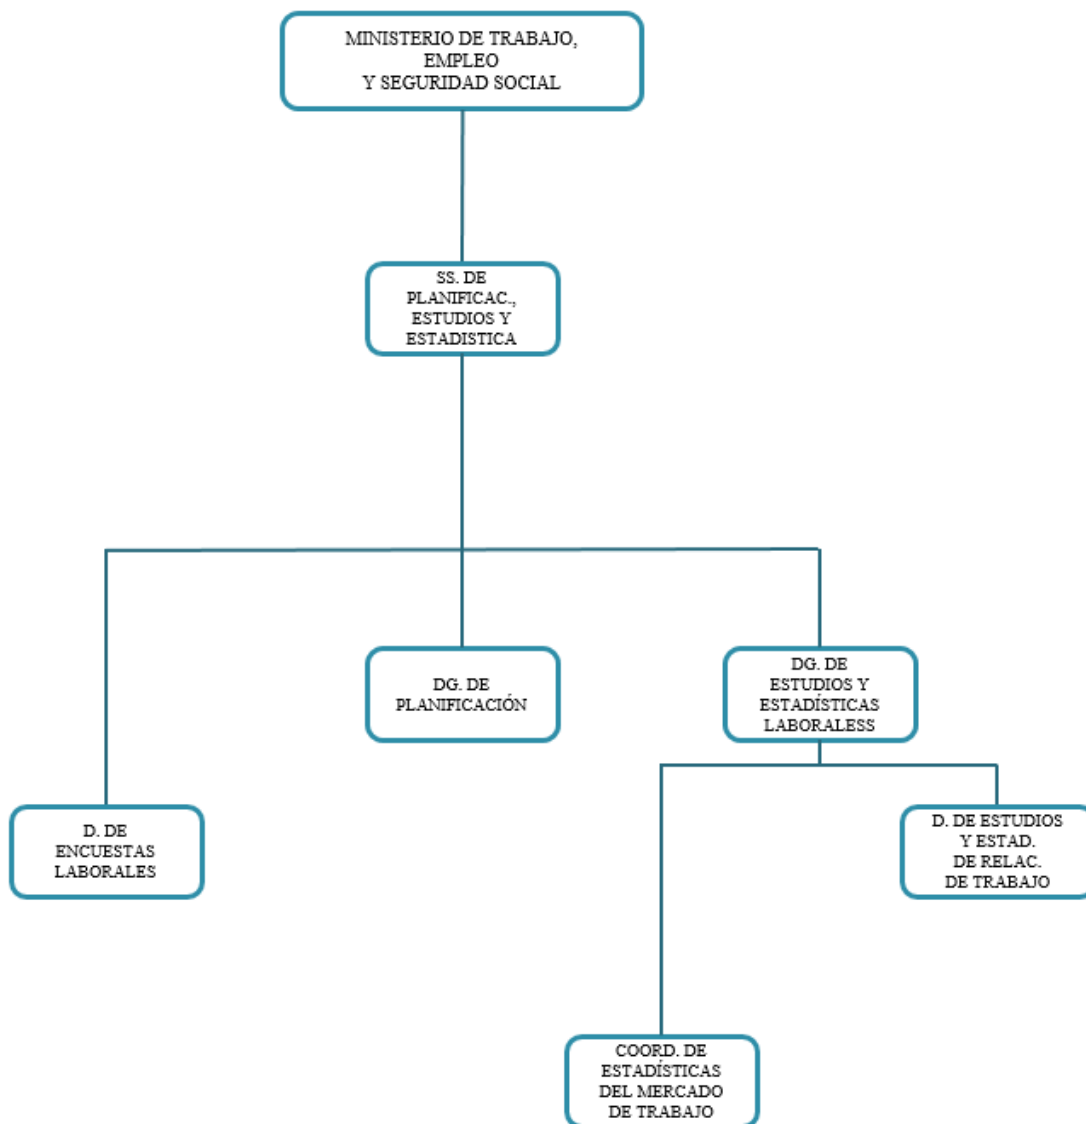 MINISTERIO DE TRABAJO,
EMPLEO
Y SEGURIDAD SOCIAL
SS. DE
PLANIFICAC.,
ESTUDIOS Y
ESTADISTICA
DG. DE
PLANIFICACIÓN
DG. DE
ESTUDIOS Y
ESTADÍSTICAS
LABORALESS
D. DE
ENCUESTAS
LABORALES
D. DE ESTUDIOS
Y ESTAD.
DE RELAC.
DE TRABAJO
COORD. DE
ESTADÍSTICAS
DEL MERCADO
DE TRABAJO